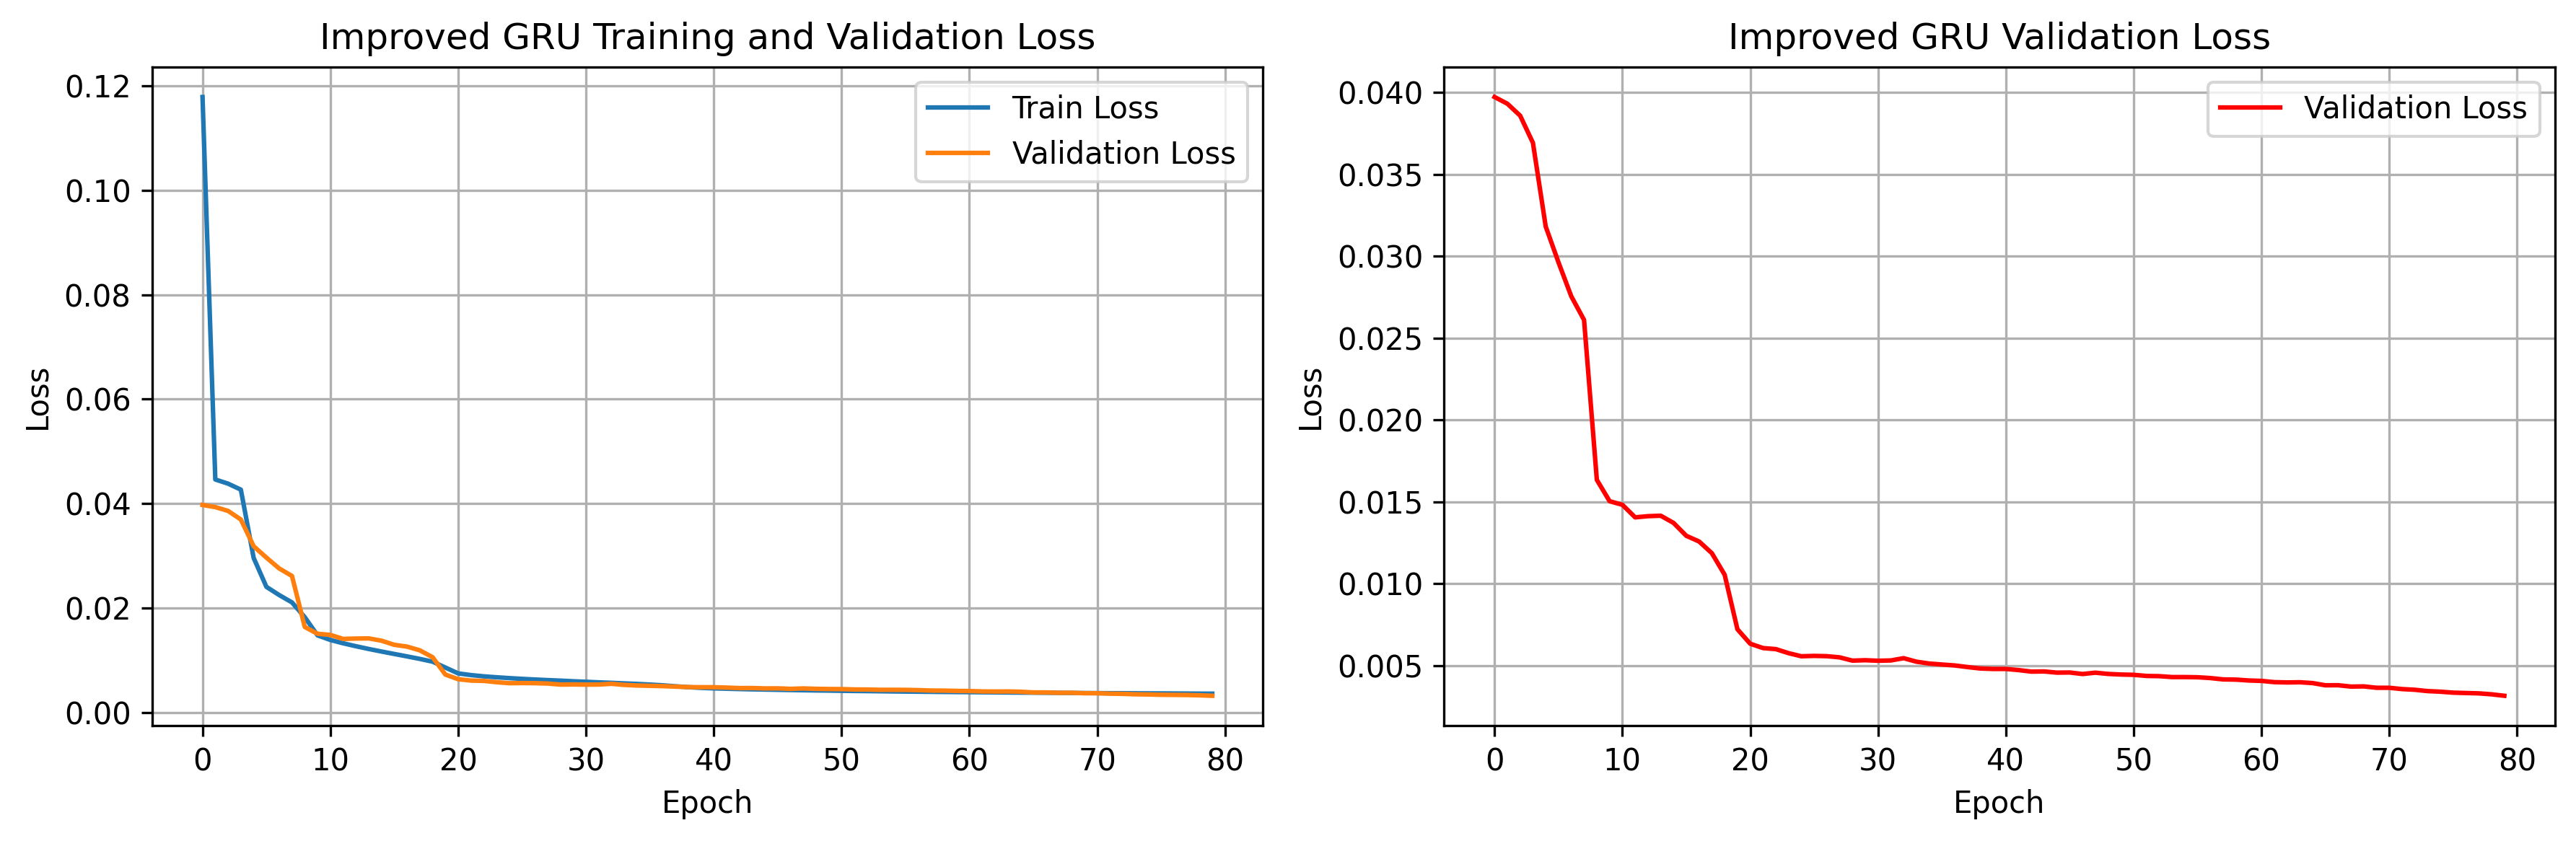 Improved GRU Training and Validation Loss
0.12
0.10
0.08
0.06
0.04
0.02
0.00
Loss
Train Loss
Validation Loss
0 10 20 30 40 50 60 70 80
Epoch
Improved GRU Validation Loss
0.040
0.035
0.030
0.025
0.020
0.015
0.010
0.005
Loss
Validation Loss
0 10 20 30 40 50 60 70 80
Epoch